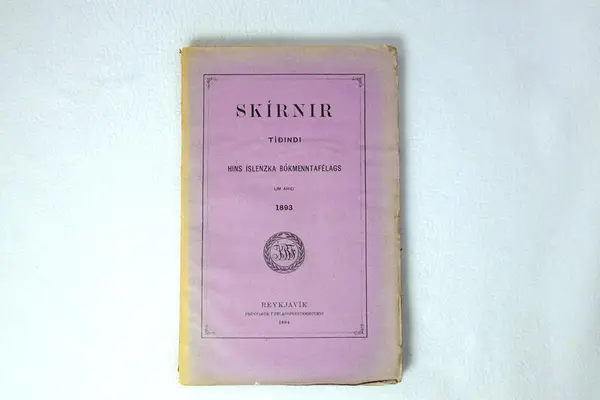 SKÍRNIR
TÍÐINDI
HINS ÍSLENZKA BÓKMENNTAFÉLAGS
UM ÁRIÐ
1893
REYKJAVÍK
1894